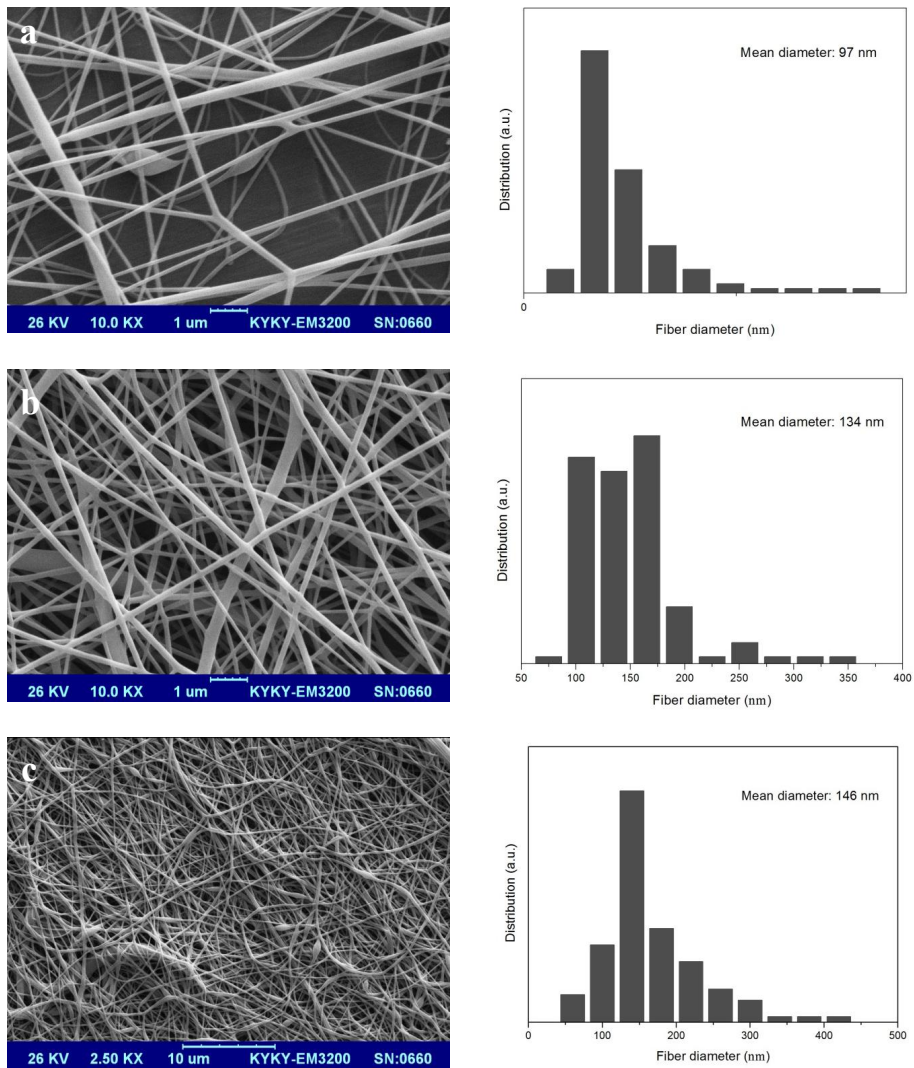 a
Mean diameter: 97 nm
Distribution (a.u.)
0
Fiber diameter (nm)
26 KV 10.0 KX 1 um KYKY-EM3200 SN:0660
b
Mean diameter: 134 nm
Distribution (a.u.)
50 100 150 200 250 300 350 400
Fiber diameter (nm)
26 KV 10.0 KX 1 um KYKY-EM3200 SN:0660
c
Mean diameter: 146 nm
Distribution (a.u.)
0 100 200 300 400 500
Fiber diameter (nm)
26 KV 2.50 KX 10 um KYKY-EM3200 SN:0660